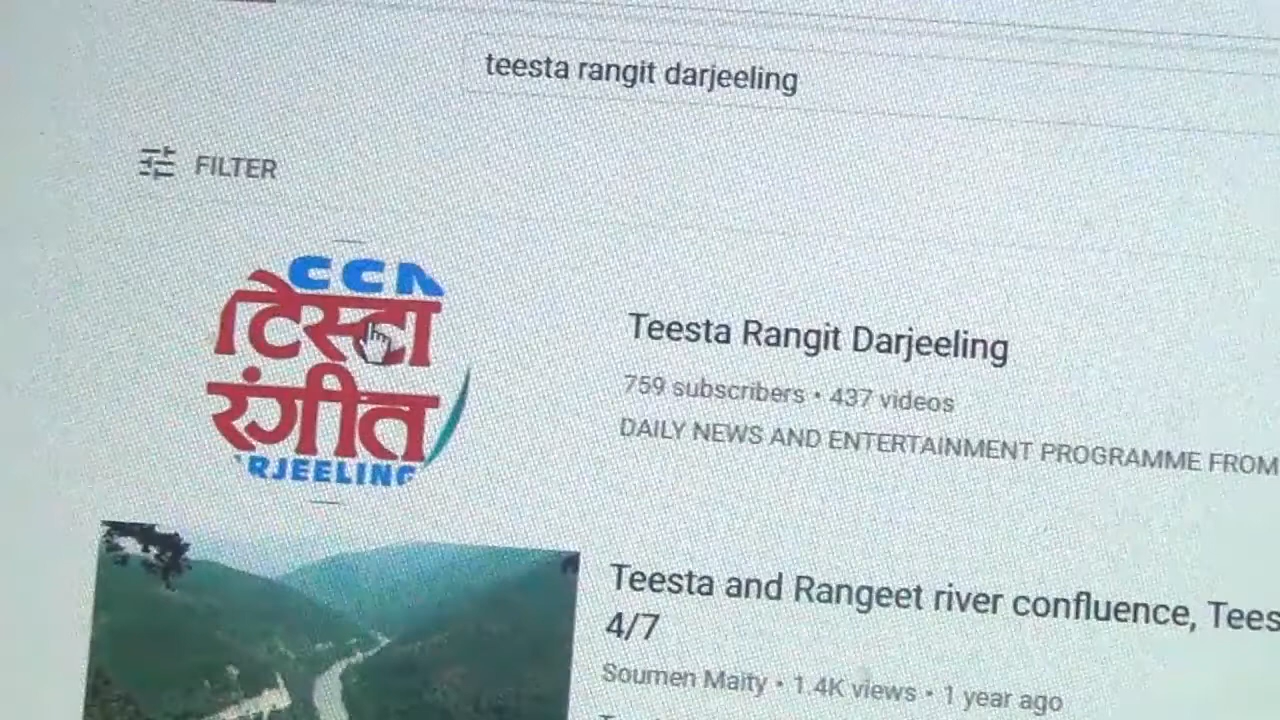 teesta rangit darjeeling
FILTER
CCN
टिस्टा
रंगीत
RJEELING
Teesta Rangit Darjeeling
759 subscribers • 437 videos
DAILY NEWS AND ENTERTAINMENT PROGRAMME FROM
Teesta and Rangeet river confluence, Tees
4/7
Soumen Maity • 1.4K views • 1 year ago